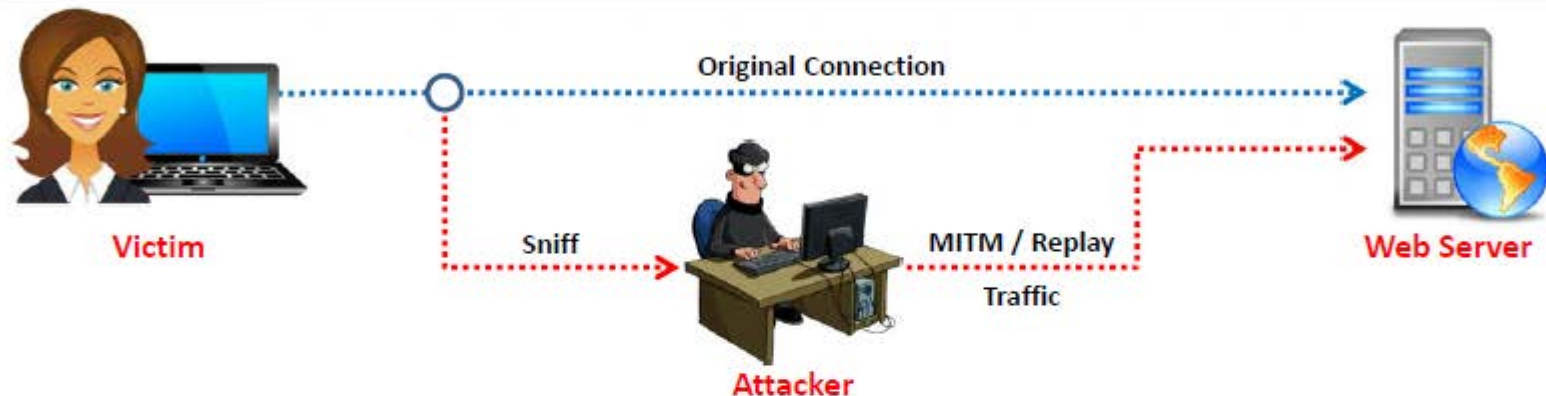 Original Connection
Victim
Sniff
MITM / Replay
Traffic
Web Server
Attacker